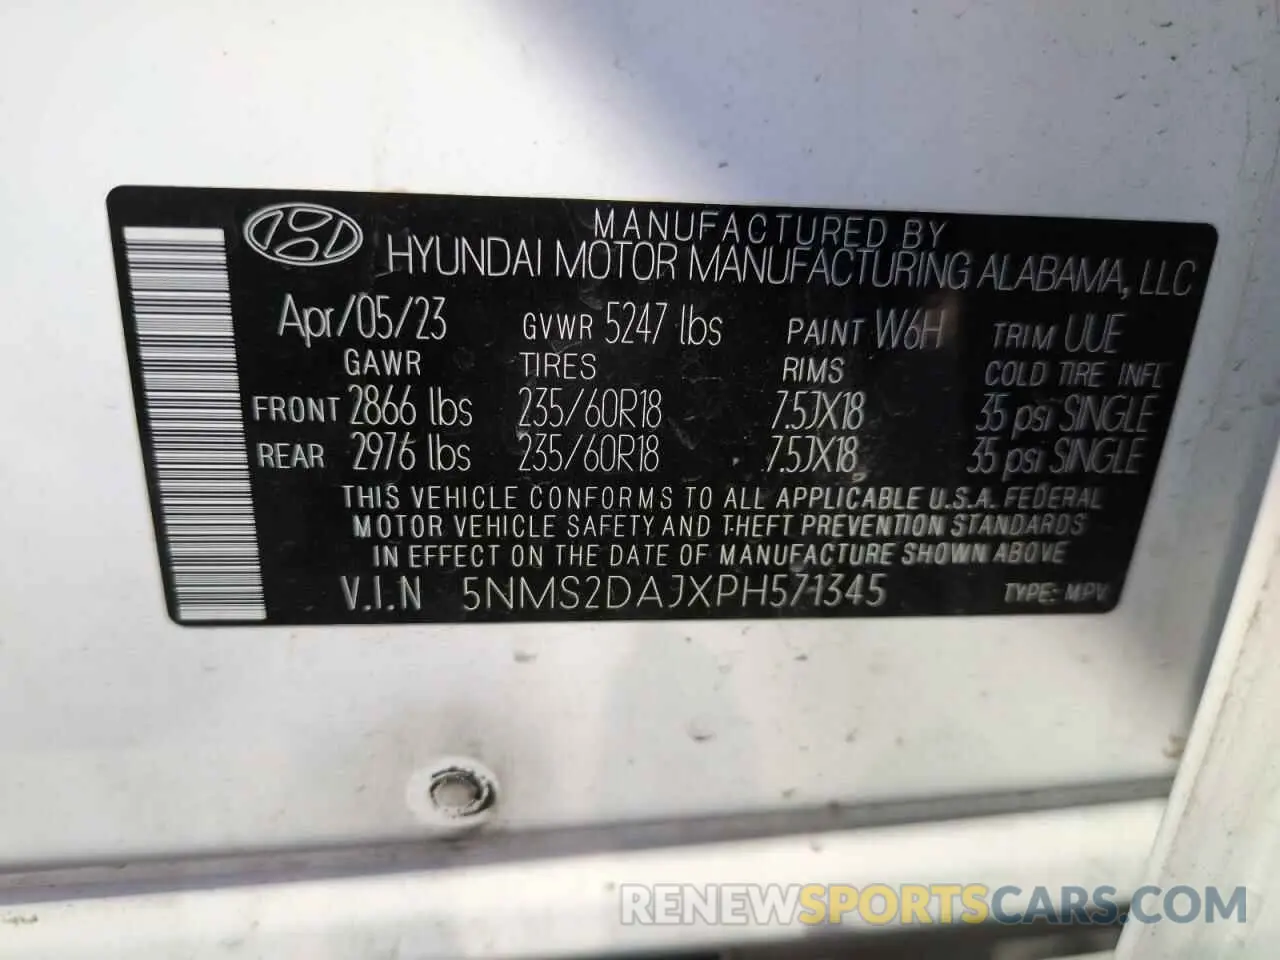 MANUFACTURED BY
HYUNDAI MOTOR MANUFACTURING ALABAMA, LLC
Apr/05/23 GVWR 5247 lbs PAINT W6H TRIM UUE
GAWR TIRES RIMS COLD TIRE INFL
FRONT 2866 lbs 235/60R18 7.5JX18 35 psi SINGLE
REAR 2976 lbs 235/60R18 7.5JX18 35 psi SINGLE
THIS VEHICLE CONFORMS TO ALL APPLICABLE U.S.A. FEDERAL
MOTOR VEHICLE SAFETY AND THEFT PREVENTION STANDARDS
IN EFFECT ON THE DATE OF MANUFACTURE SHOWN ABOVE
V.I.N 5NMS2DAJXPH571345 TYPE: MPV
RENEWSPORTSCARS.COM